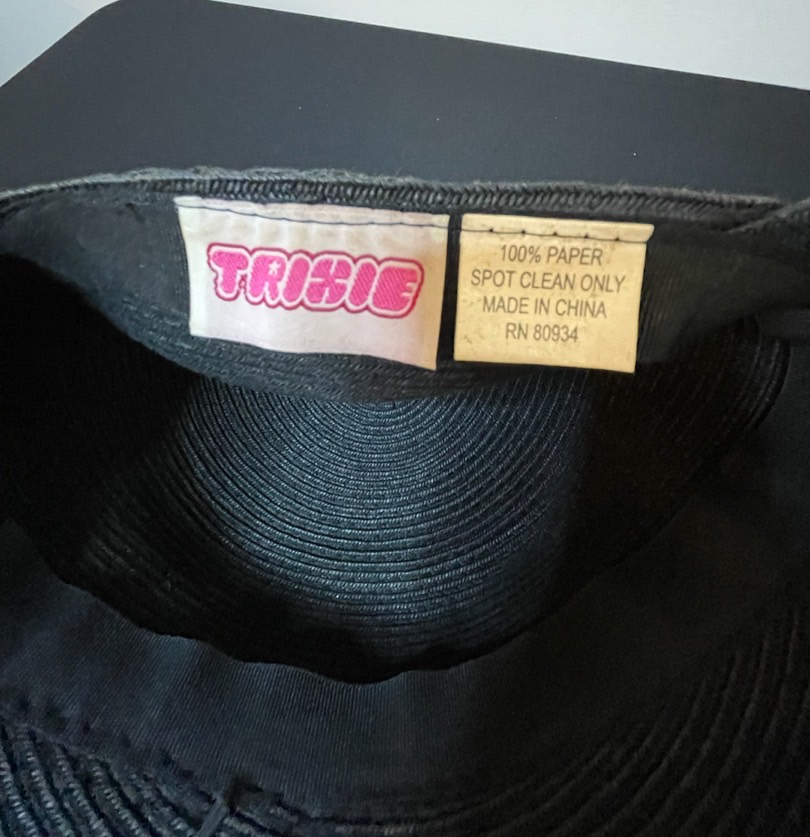 TRIXIE
100% PAPER
SPOT CLEAN ONLY
MADE IN CHINA
RN 80934